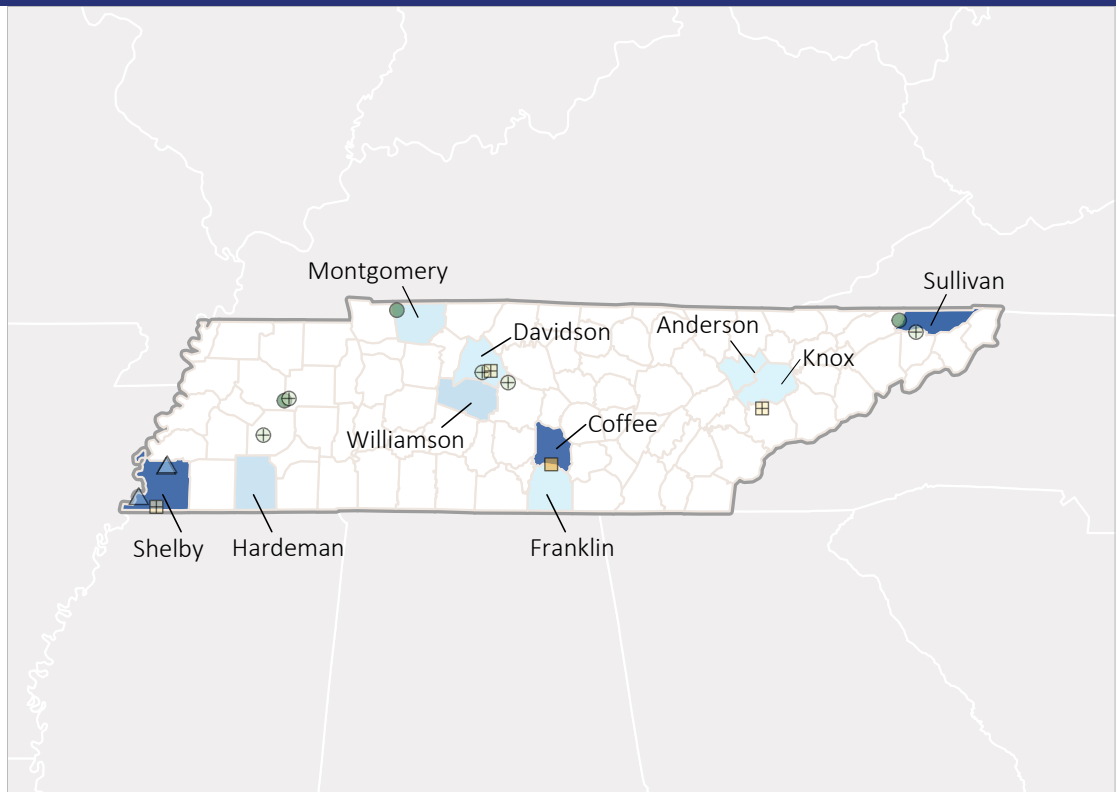 Montgomery
Sullivan
Davidson
Anderson
Knox
Coffee
Williamson
Shelby
Hardeman
Franklin